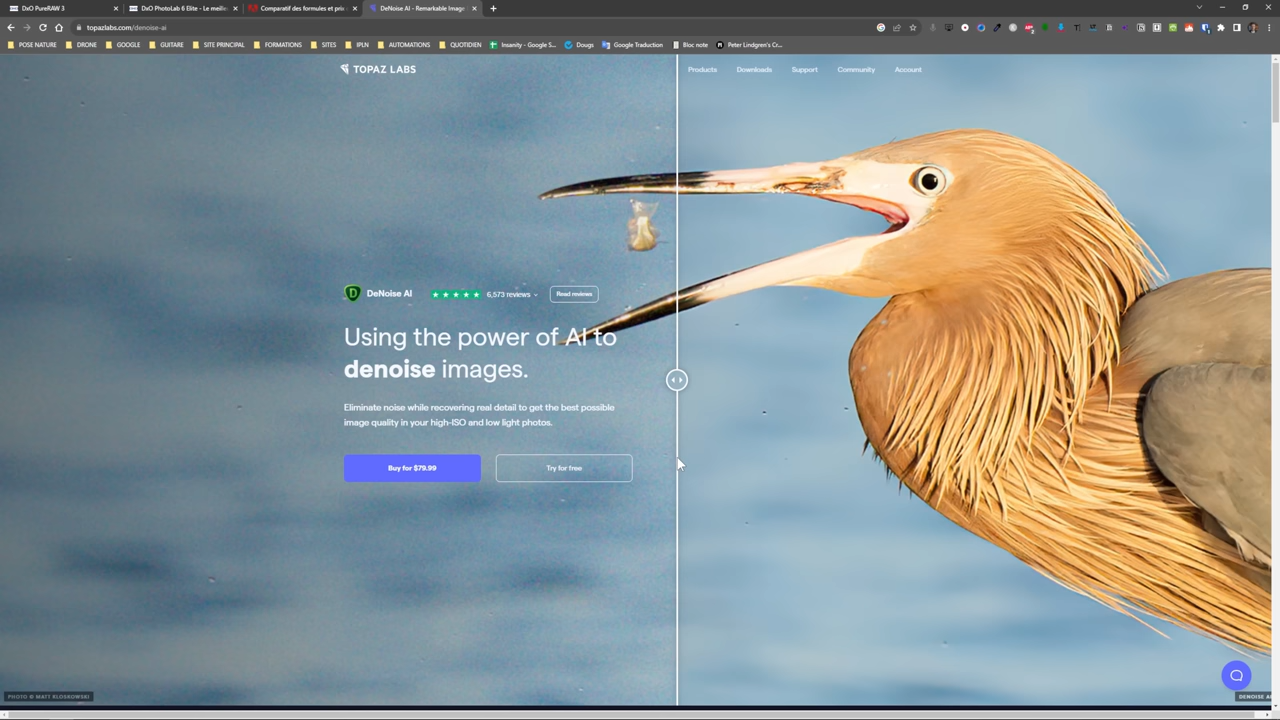 DxO PureRAW 3
DxO PhotoLab 6 Elite - Le meille
Comparatif des formules et prix
DeNoise AI - Remarkable Image
topazlabs.com/denoise-ai
POSE NATURE
DRONE
GOOGLE
GUITARE
SITE PRINCIPAL
FORMATIONS
SITES
IPLN
AUTOMATIONS
QUOTIDIEN
Insanity - Google S...
Dougs
Google Traduction
Bloc note
Peter Lindgren's Cr...
TOPAZ LABS
Products
Downloads
Support
Community
Account
DeNoise AI
6,573 reviews
Read reviews
Using the power of AI to
denoise images.
Eliminate noise while recovering real detail to get the best possible
image quality in your high-ISO and low light photos.
Buy for $79.99
Try for free
PHOTO © MATT KLOSKOWSKI
DENOISE AI